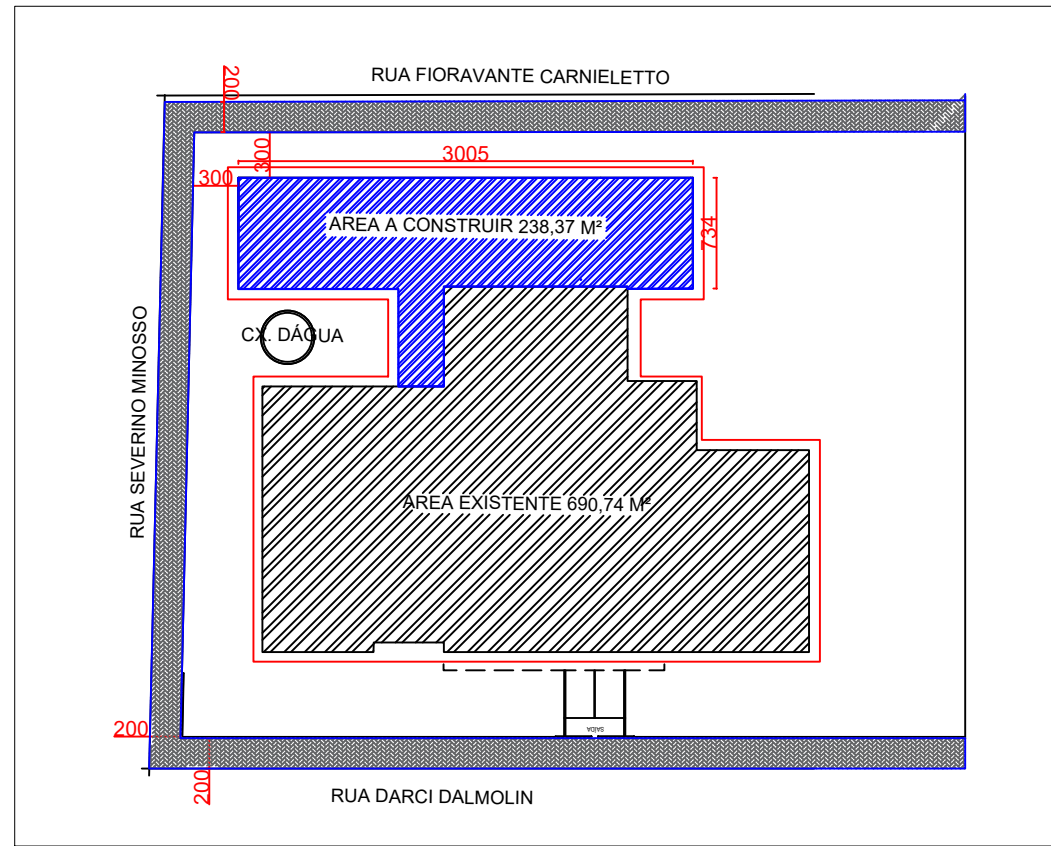 RUA FIORAVANTE CARNIELETTO
200
300
3005
300
AREA A CONSTRUIR 238,37 M²
734
CX. DÁGUA
RUA SEVERINO MINOSSO
AREA EXISTENTE 690,74 M²
SAÍDA
200
200
RUA DARCI DALMOLIN